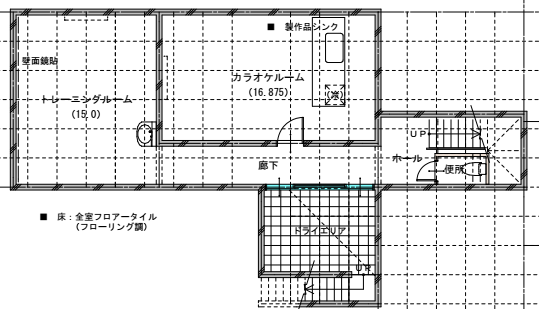 ■ 製作品シンク
壁面鏡貼
カラオケルーム
(16.875)
(冷)
トレーニングルーム
(15.0)
UP
ホール
便所
廊下
■ 床：全室フロアータイル
(フローリング調)
ドライエリア
UP